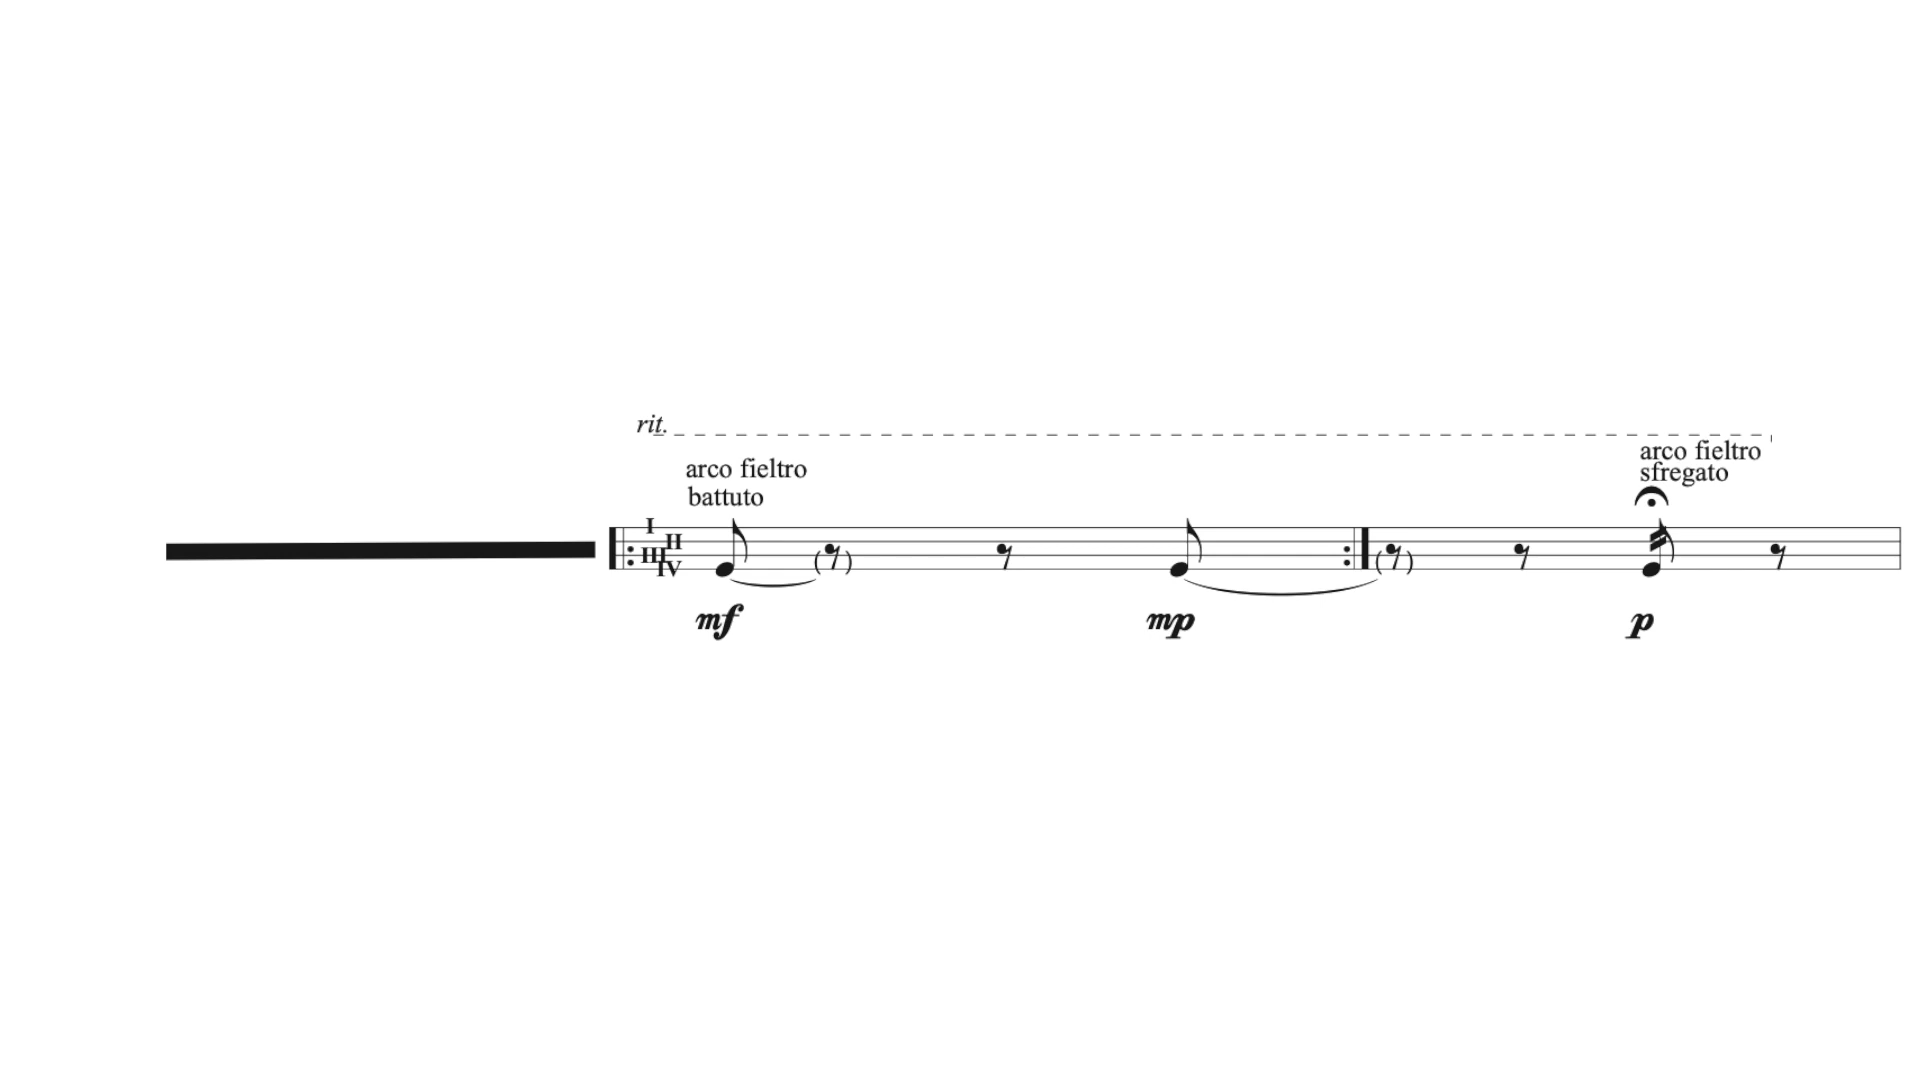 rit.
arco fieltro
battuto
arco fieltro
sfregato
I
II
III
IV
mf
mp
p